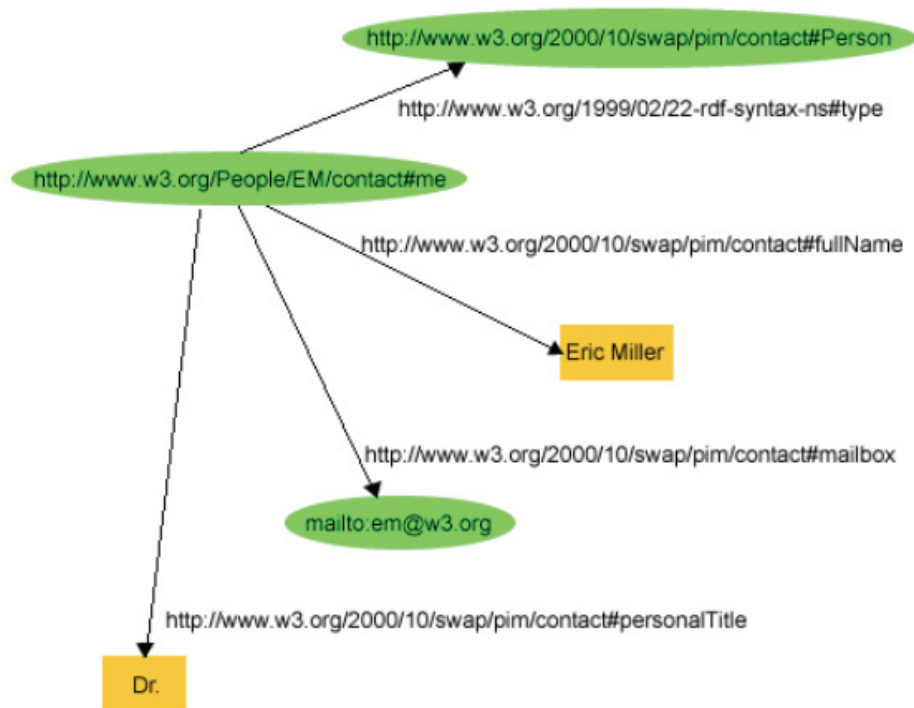 http://www.w3.org/2000/10/swap/pim/contact#Person
http://www.w3.org/1999/02/22-rdf-syntax-ns#type
http://www.w3.org/People/EM/contact#me
http://www.w3.org/2000/10/swap/pim/contact#fullName
Eric Miller
http://www.w3.org/2000/10/swap/pim/contact#mailbox
mailto:em@w3.org
http://www.w3.org/2000/10/swap/pim/contact#personalTitle
Dr.